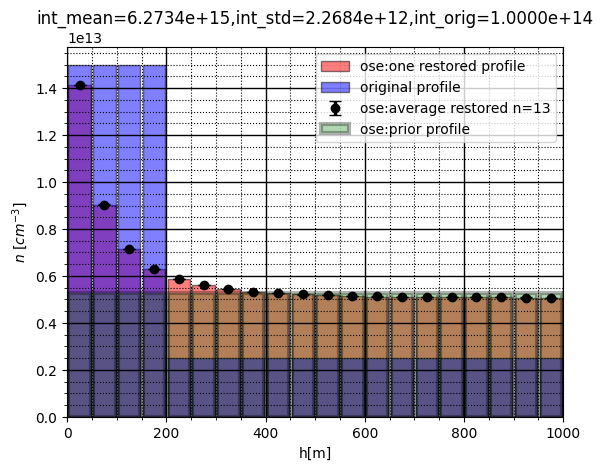 int_mean=6.2734e+15,int_std=2.2684e+12,int_orig=1.0000e+14
1e13
ose:one restored profile
original profile
ose:average restored n=13
ose:prior profile
1.4
1.2
1.0
0.8
0.6
0.4
0.2
0.0
n [cm⁻³]
0 200 400 600 800 1000
h[m]